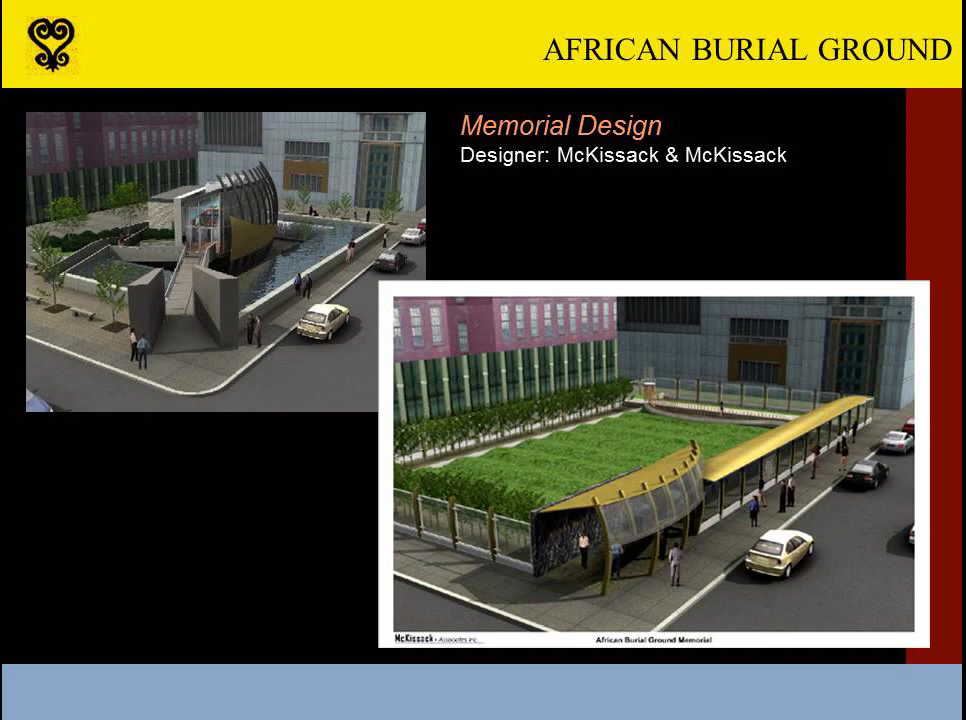 AFRICAN BURIAL GROUND
Memorial Design
Designer: McKissack & McKissack
McKissack + Associates Inc.
African Burial Ground Memorial